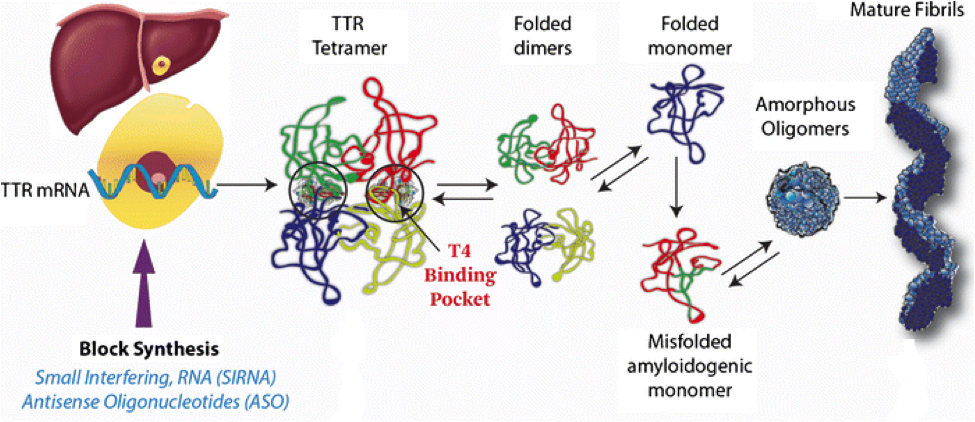 TTR
Tetramer
Folded
dimers
Folded
monomer
Mature Fibrils
Amorphous
Oligomers
TTR mRNA
T4
Binding
Pocket
Block Synthesis
Small Interfering, RNA (SIRNA)
Antisense Oligonucleotides (ASO)
Misfolded
amyloidogenic
monomer